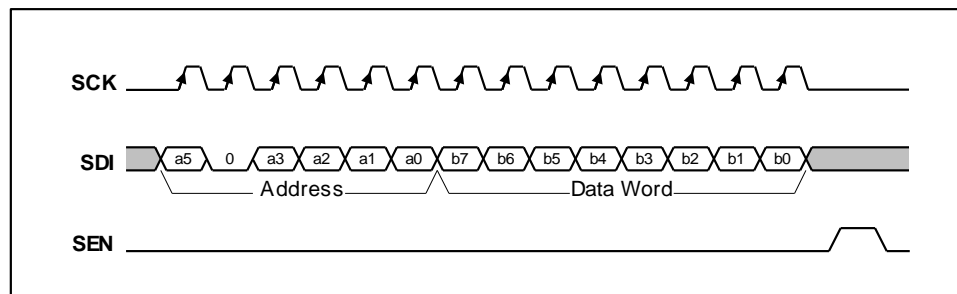 SCK
SDI a5 0 a3 a2 a1 a0 b7 b6 b5 b4 b3 b2 b1 b0
Address Data Word
SEN